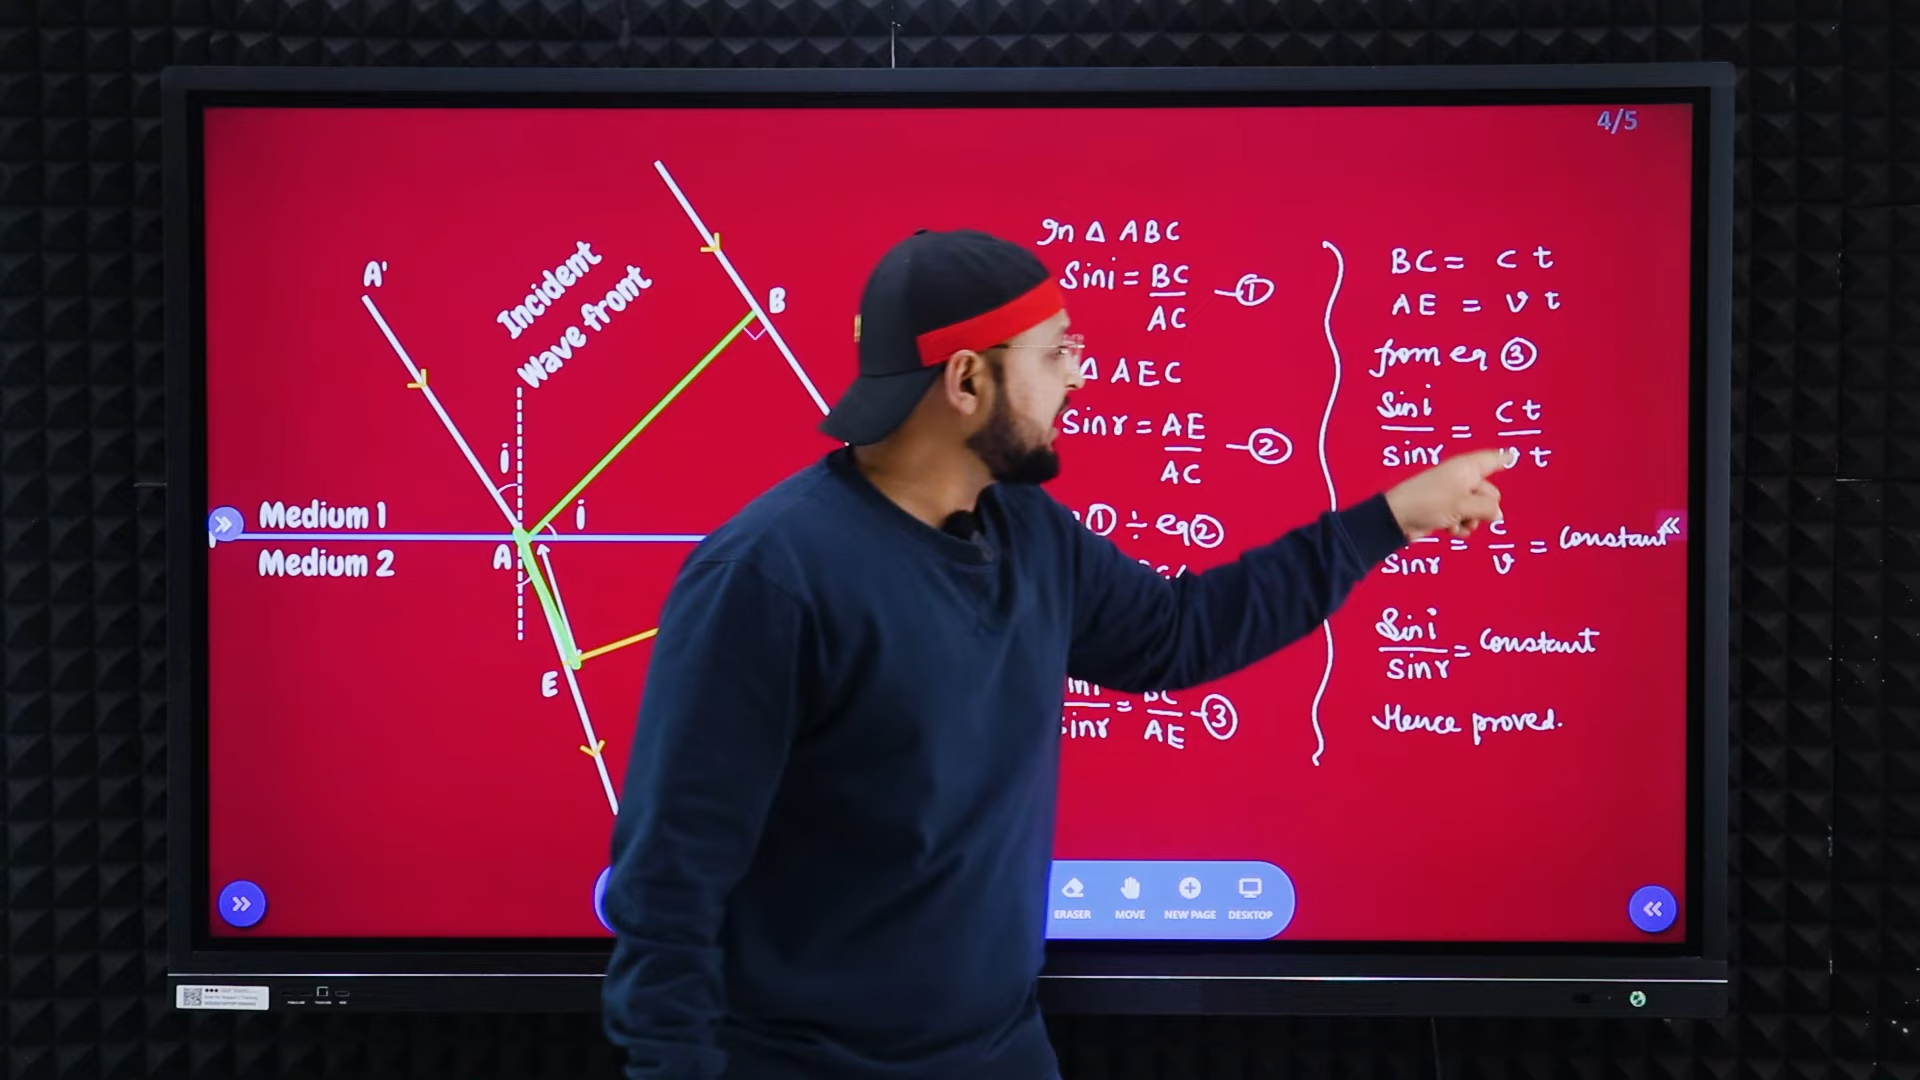 4/5
A'
Incident
Wave front
B
i
i
Medium 1
Medium 2
A
E
In Δ ABC
Sini = BC
AC
①
Δ AEC
Sinr = AE
AC
②
① ÷ eq②
= BC
sinr AE
③
BC = c t
AE = v t
from eq ③
Sini = c t
sinr v t
= c = constant
sinr v
Sini = constant
sinr
Hence proved.
ERASER
MOVE
NEW PAGE
DESKTOP